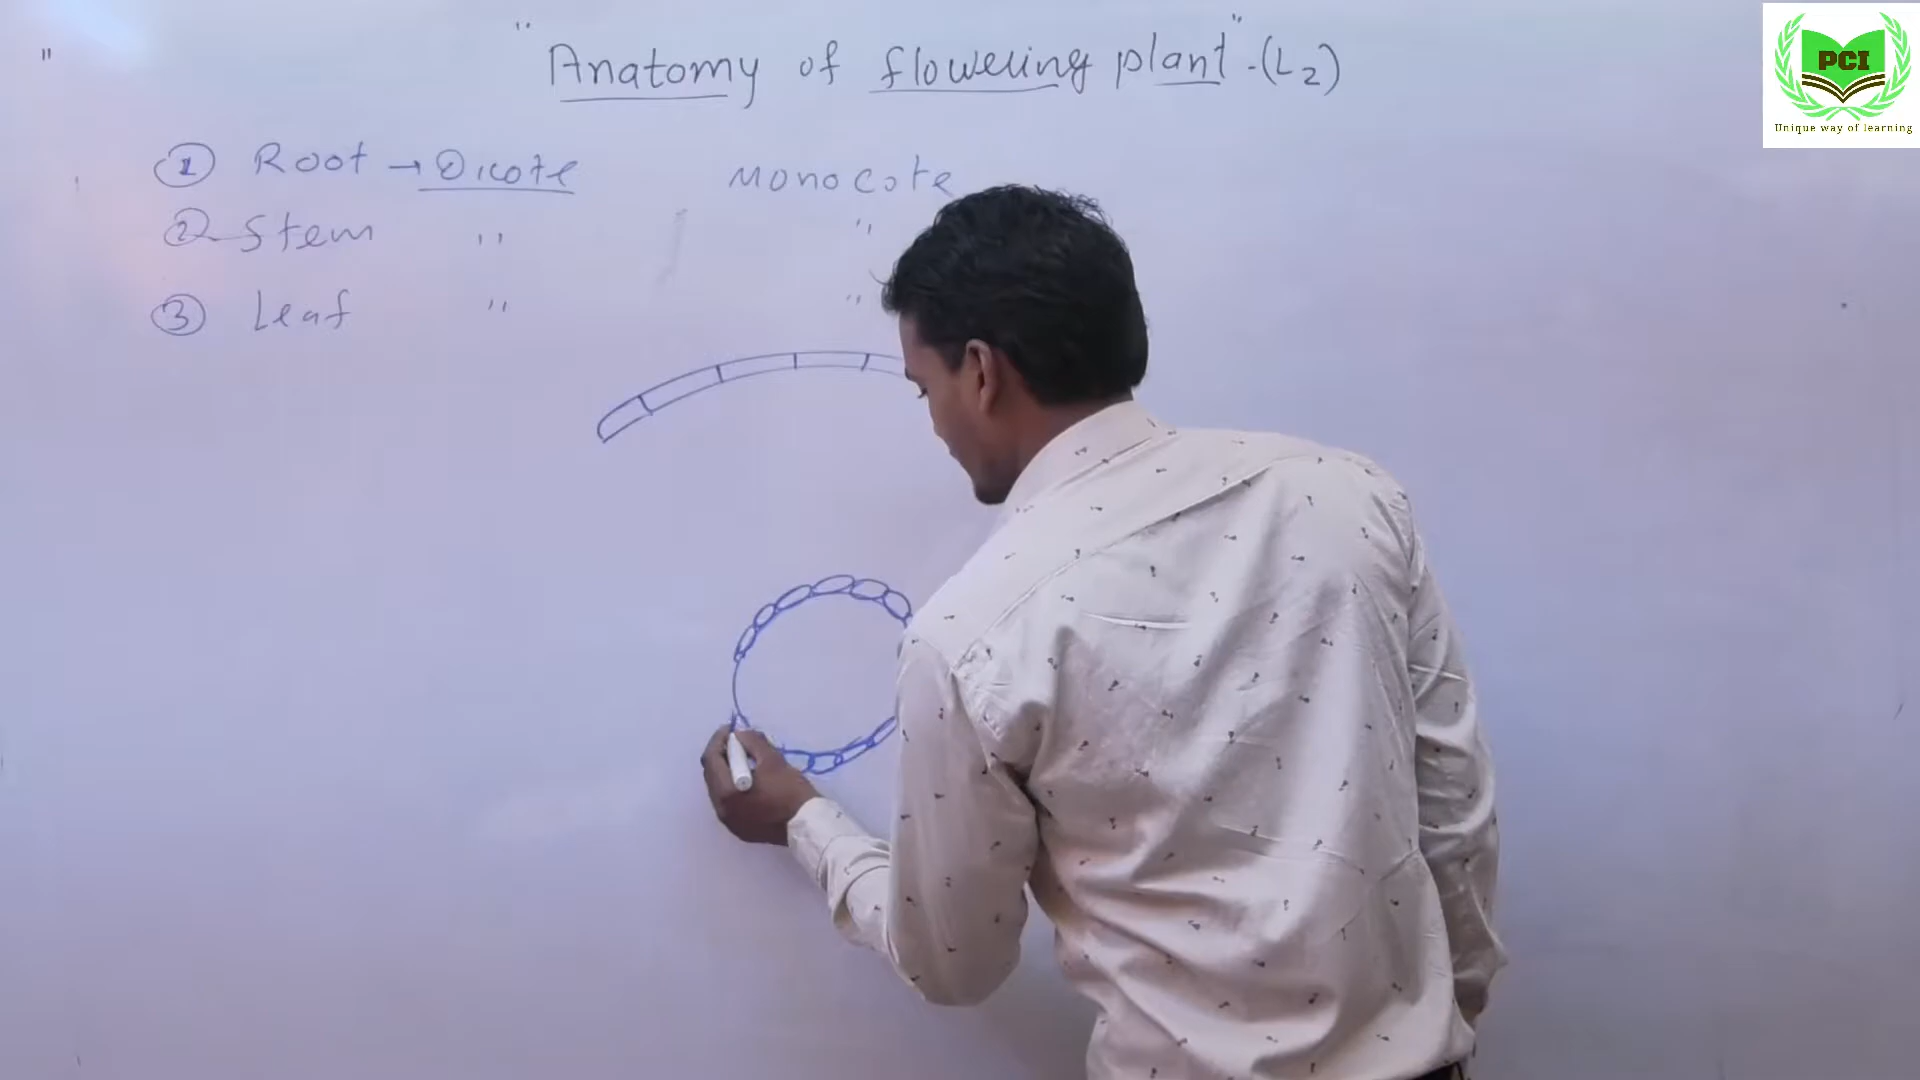 "Anatomy of flowering plant" - (L2)
① Root → Dicote Monocote
② Stem " "
③ Leaf " "
PCI
Unique way of learning